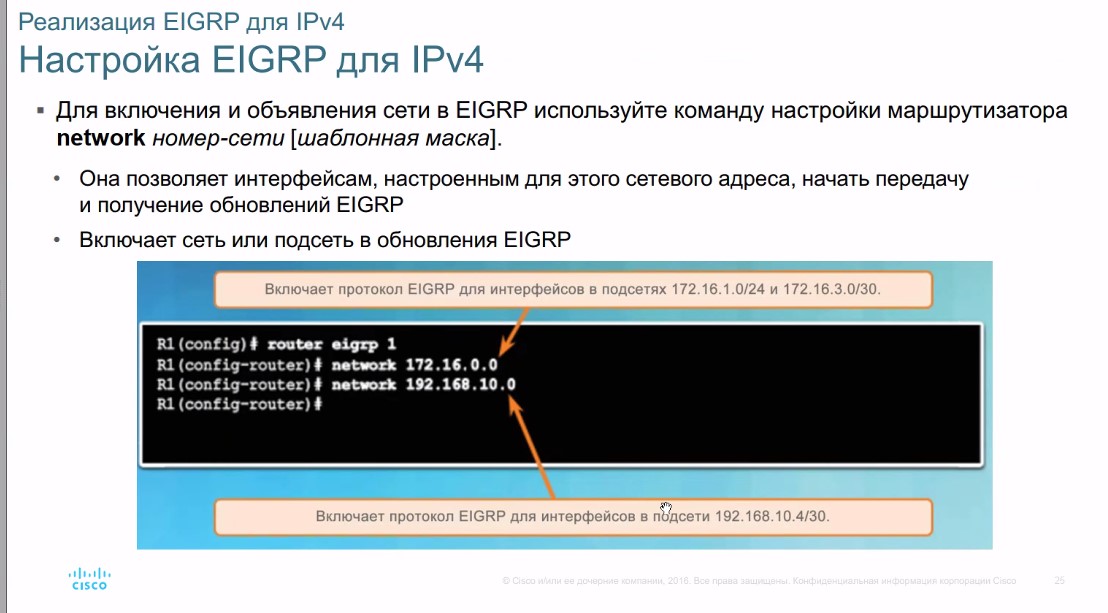 Реализация EIGRP для IPv4
Настройка EIGRP для IPv4
▪ Для включения и объявления сети в EIGRP используйте команду настройки маршрутизатора
network номер-сети [шаблонная маска].
• Она позволяет интерфейсам, настроенным для этого сетевого адреса, начать передачу
и получение обновлений EIGRP
• Включает сеть или подсеть в обновления EIGRP
Включает протокол EIGRP для интерфейсов в подсетях 172.16.1.0/24 и 172.16.3.0/30.
R1(config)# router eigrp 1
R1(config-router)# network 172.16.0.0
R1(config-router)# network 192.168.10.0
R1(config-router)#
Включает протокол EIGRP для интерфейсов в подсети 192.168.10.4/30.
CISCO
© Cisco и/или ее дочерние компании, 2016. Все права защищены. Конфиденциальная информация корпорации Cisco
25